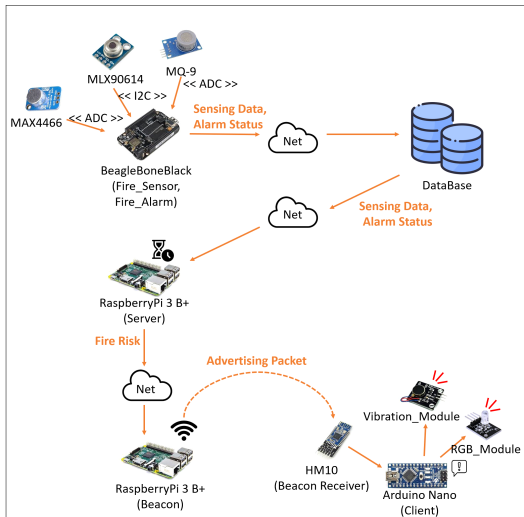 MLX90614
MQ-9
<< I2C >>
<< ADC >>
MAX4466
<< ADC >>
Sensing Data,
Alarm Status
Net
BeagleBoneBlack
(Fire_Sensor,
Fire_Alarm)
DataBase
Net
Sensing Data,
Alarm Status
RaspberryPi 3 B+
(Server)
Fire Risk
Advertising Packet
Net
Vibration_Module
RGB_Module
HM10
(Beacon Receiver)
RaspberryPi 3 B+
(Beacon)
!
Arduino Nano
(Client)